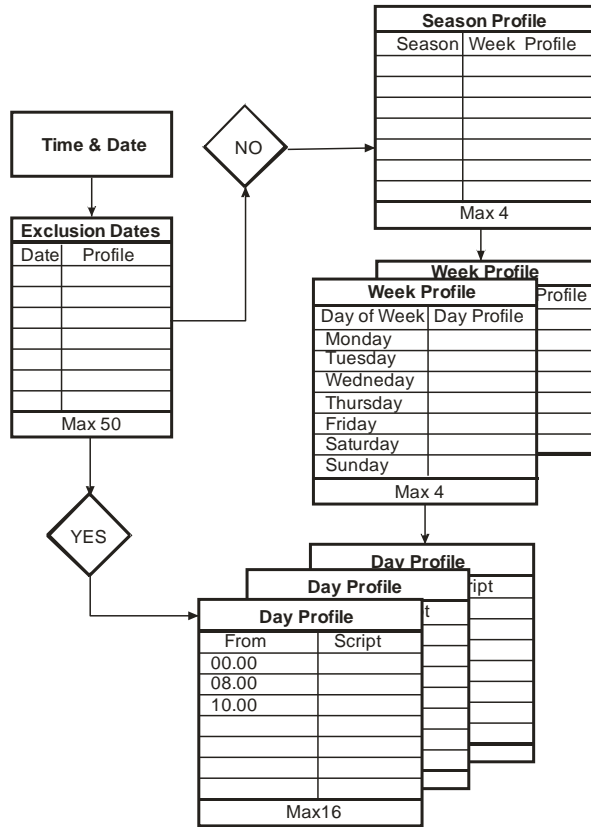 Season Profile
Season Week Profile
Max 4
Time & Date
NO
Exclusion Dates
Date Profile
Max 50
YES
Week Profile
Profile
Week Profile
Day of Week Day Profile
Monday
Tuesday
Wedneday
Thursday
Friday
Saturday
Sunday
Max 4
Day Profile
ript
Day Profile
t
Day Profile
From Script
00.00
08.00
10.00
Max16